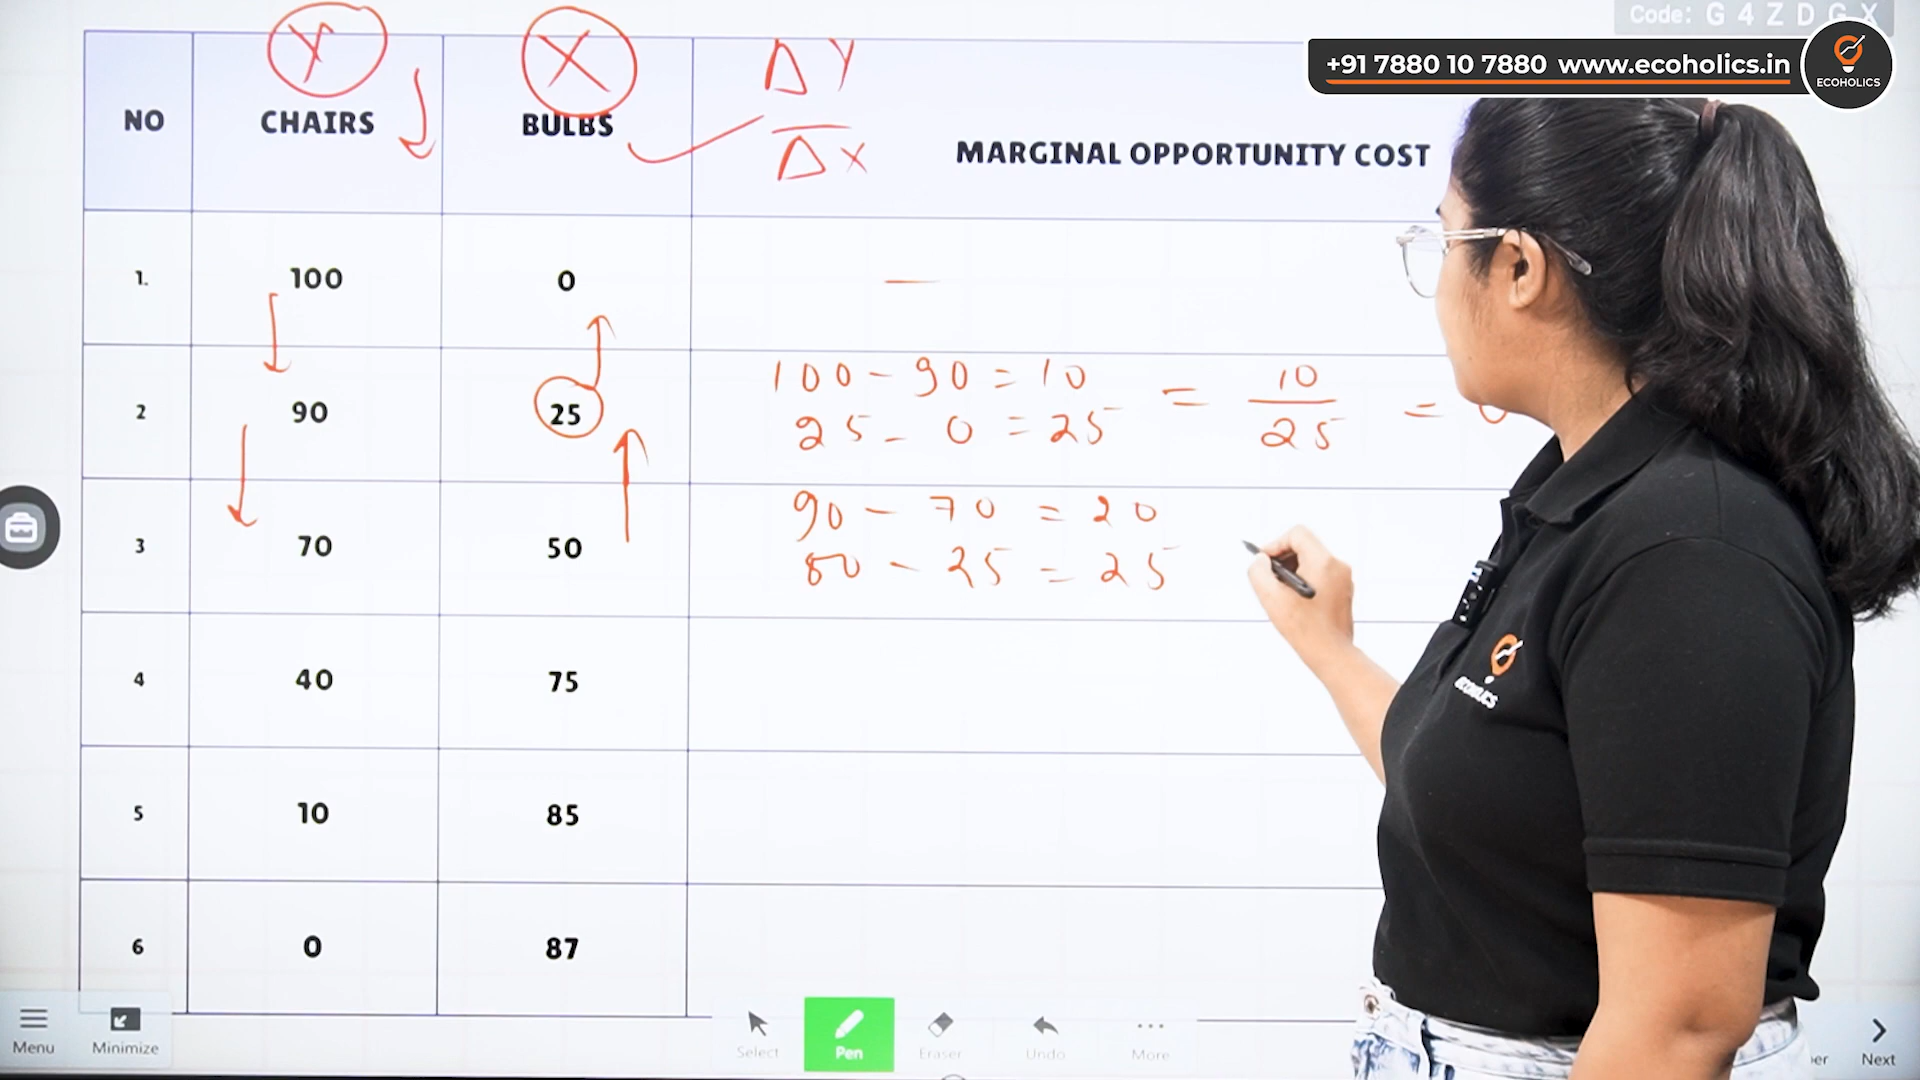 Code: G 4 Z D G X
+91 7880 10 7880 www.ecoholics.in
ECOHOLICS
Y X ΔY
ΔX
NO CHAIRS BULBS MARGINAL OPPORTUNITY COST
1. 100 0 —
2 90 25
100 - 90 = 10
25 - 0 = 25
= 10/25 =
3 70 50
90 - 70 = 20
50 - 25 = 25
4 40 75
5 10 85
6 0 87
ECOHOLICS
Menu Minimize Select Pen Eraser Undo More Next